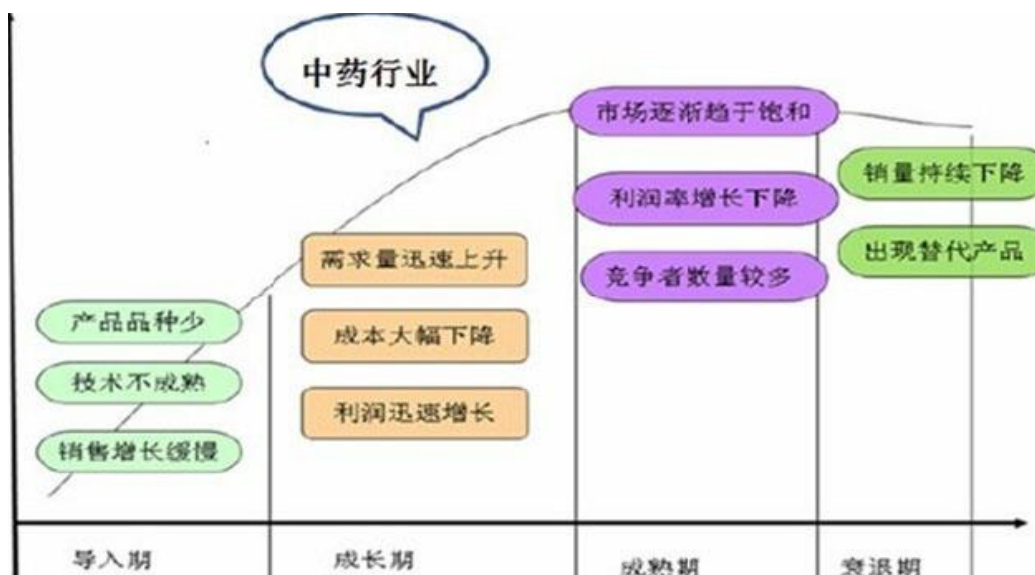 中药行业
市场逐渐趋于饱和
销量持续下降
利润率增长下降
需求量迅速上升
出现替代产品
竞争者数量较多
产品品种少
成本大幅下降
技术不成熟
利润迅速增长
销售增长缓慢
导入期
成长期
成熟期
衰退期